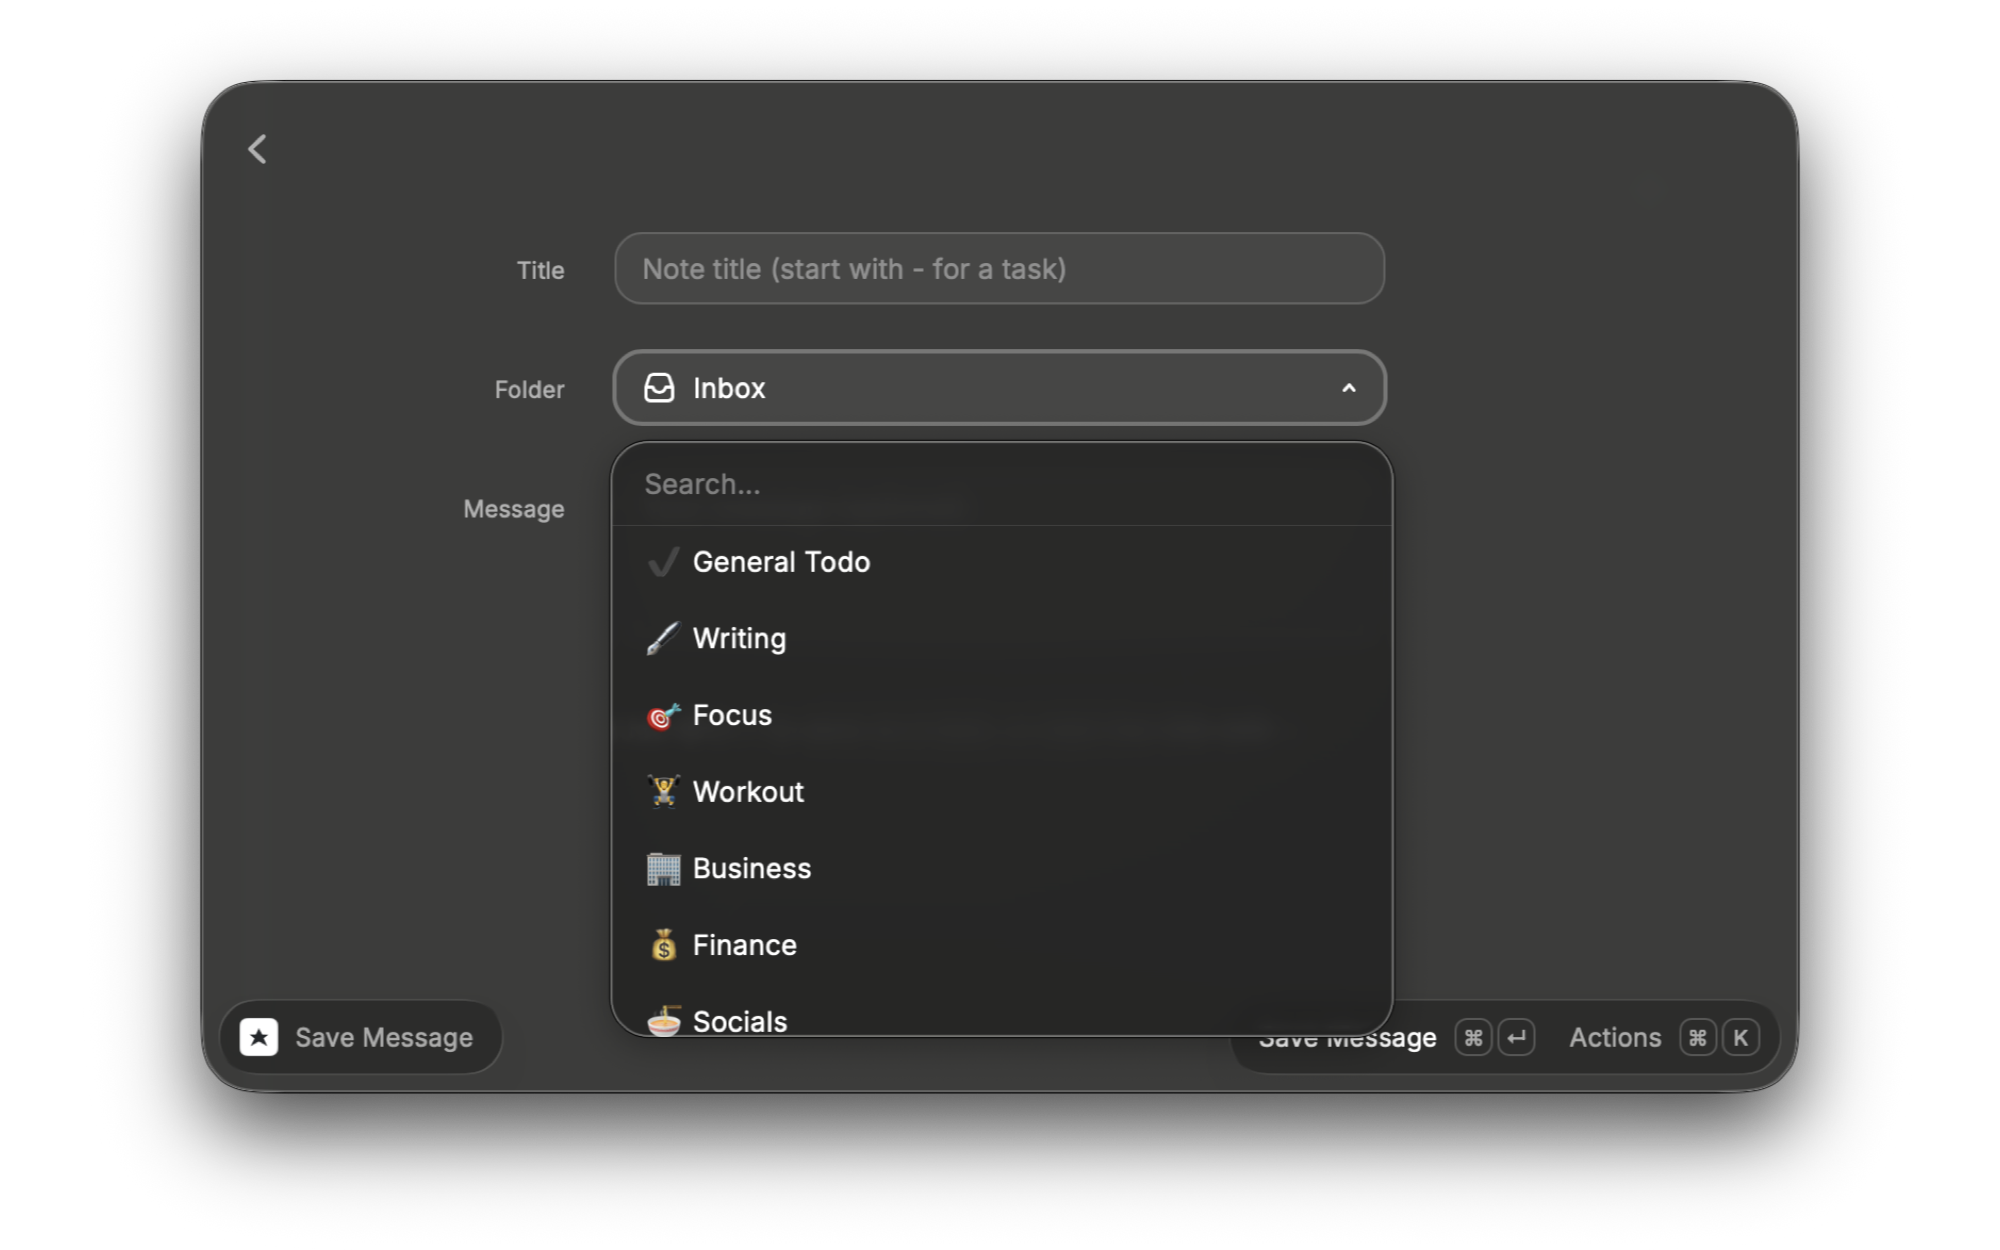 Title
Note title (start with - for a task)
Folder
Inbox
Message
Search...
General Todo
Writing
Focus
Workout
Business
Finance
Socials
Save Message
Save Message ⌘ ↵ Actions ⌘ K